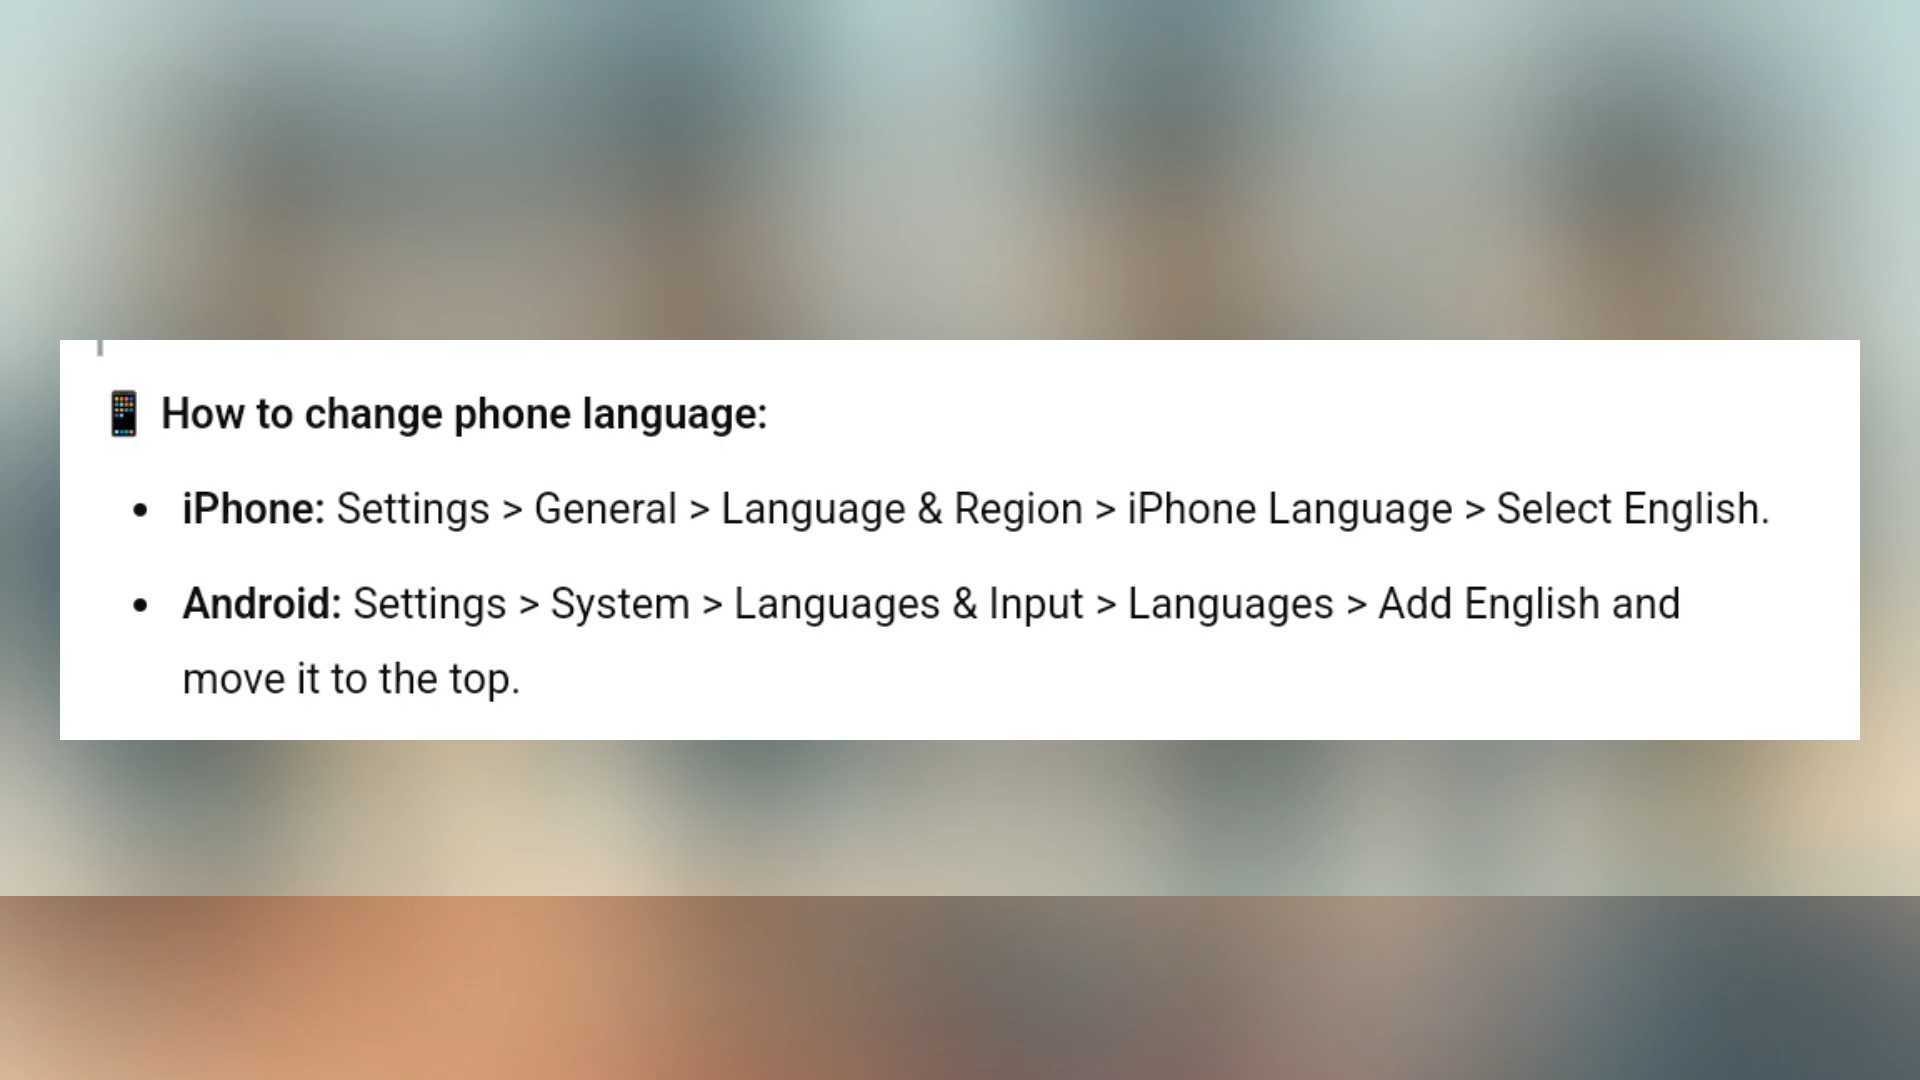 📱 How to change phone language:
• iPhone: Settings > General > Language & Region > iPhone Language > Select English.
• Android: Settings > System > Languages & Input > Languages > Add English and
move it to the top.